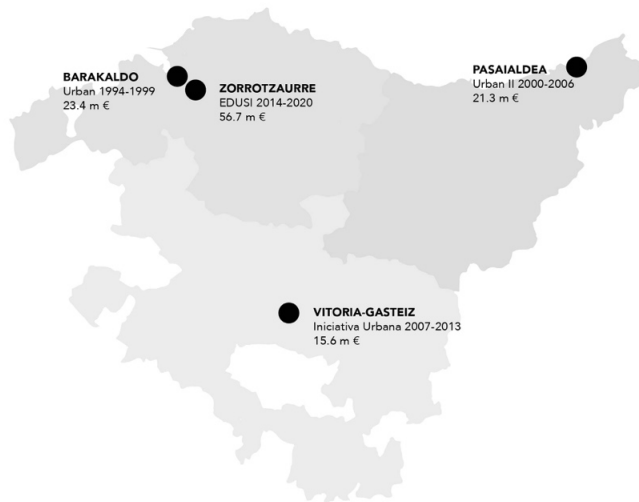 BARAKALDO
Urban 1994-1999
23.4 m €
ZORROTZAURRE
EDUSI 2014-2020
56.7 m €
PASAIALDEA
Urban II 2000-2006
21.3 m €
VITORIA-GASTEIZ
Iniciativa Urbana 2007-2013
15.6 m €